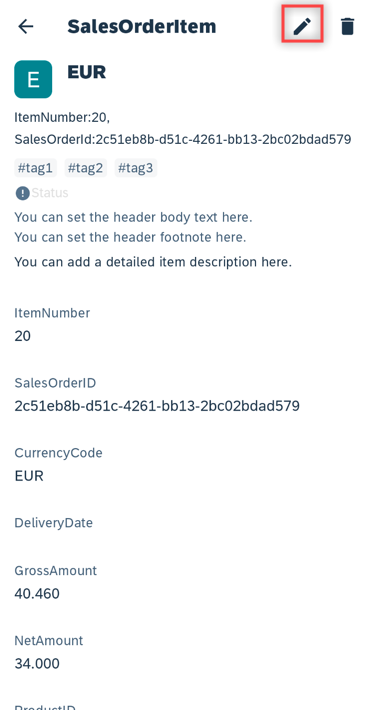 SalesOrderItem
E
EUR
ItemNumber:20,
SalesOrderId:2c51eb8b-d51c-4261-bb13-2bc02bdad579
#tag1 #tag2 #tag3
Status
You can set the header body text here.
You can set the header footnote here.
You can add a detailed item description here.
ItemNumber
20
SalesOrderID
2c51eb8b-d51c-4261-bb13-2bc02bdad579
CurrencyCode
EUR
DeliveryDate
GrossAmount
40.460
NetAmount
34.000
ProductID